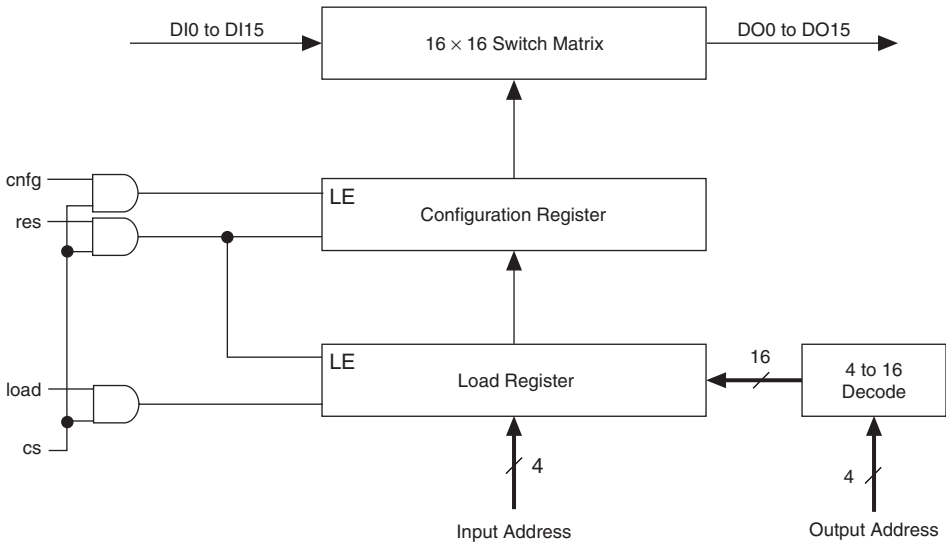 DI0 to DI15
16 × 16 Switch Matrix
DO0 to DO15
cnfg
LE
res
Configuration Register
LE
load
Load Register
16
4 to 16
Decode
cs
4
4
Input Address
Output Address